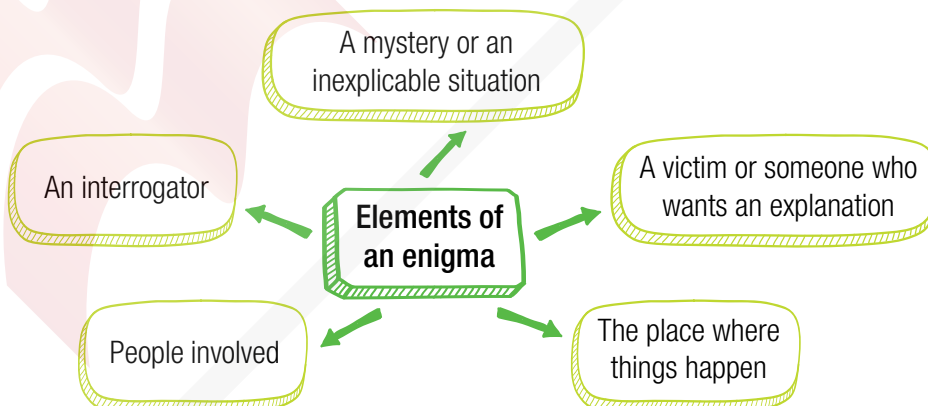 A mystery or an
inexplicable situation
An interrogator
A victim or someone who
wants an explanation
Elements of
an enigma
People involved
The place where
things happen